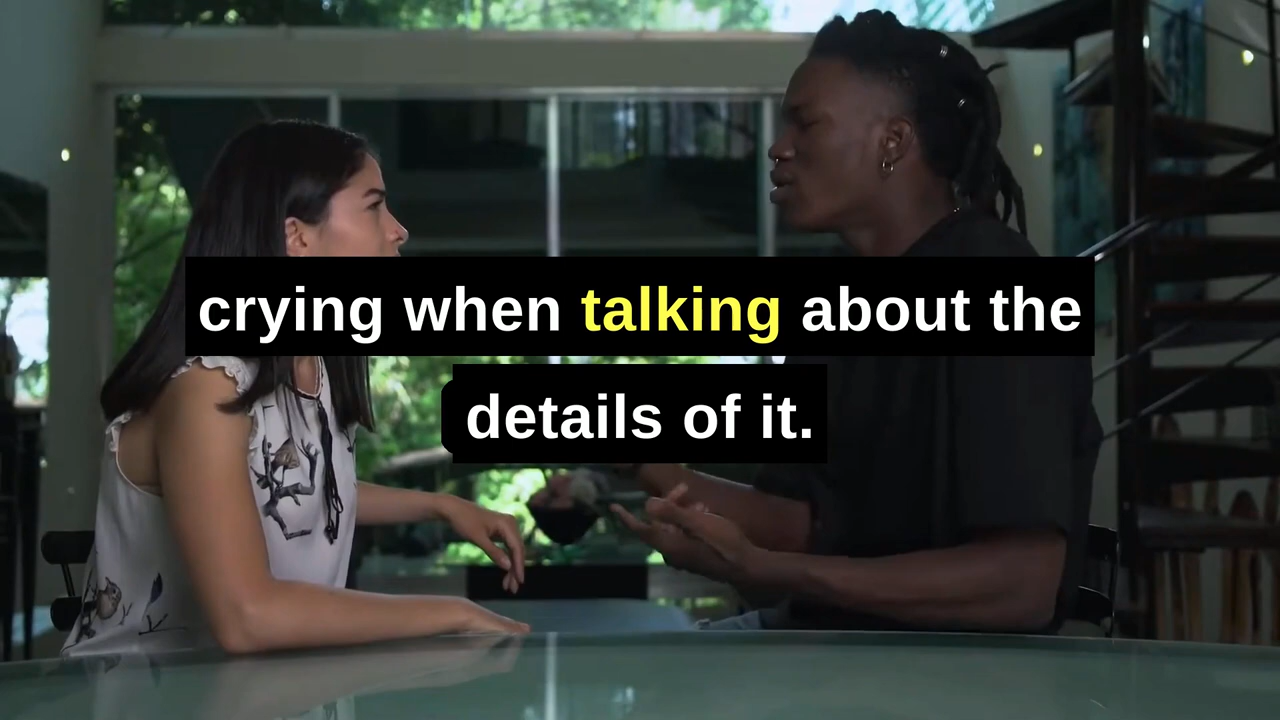 crying when talking about the
details of it.